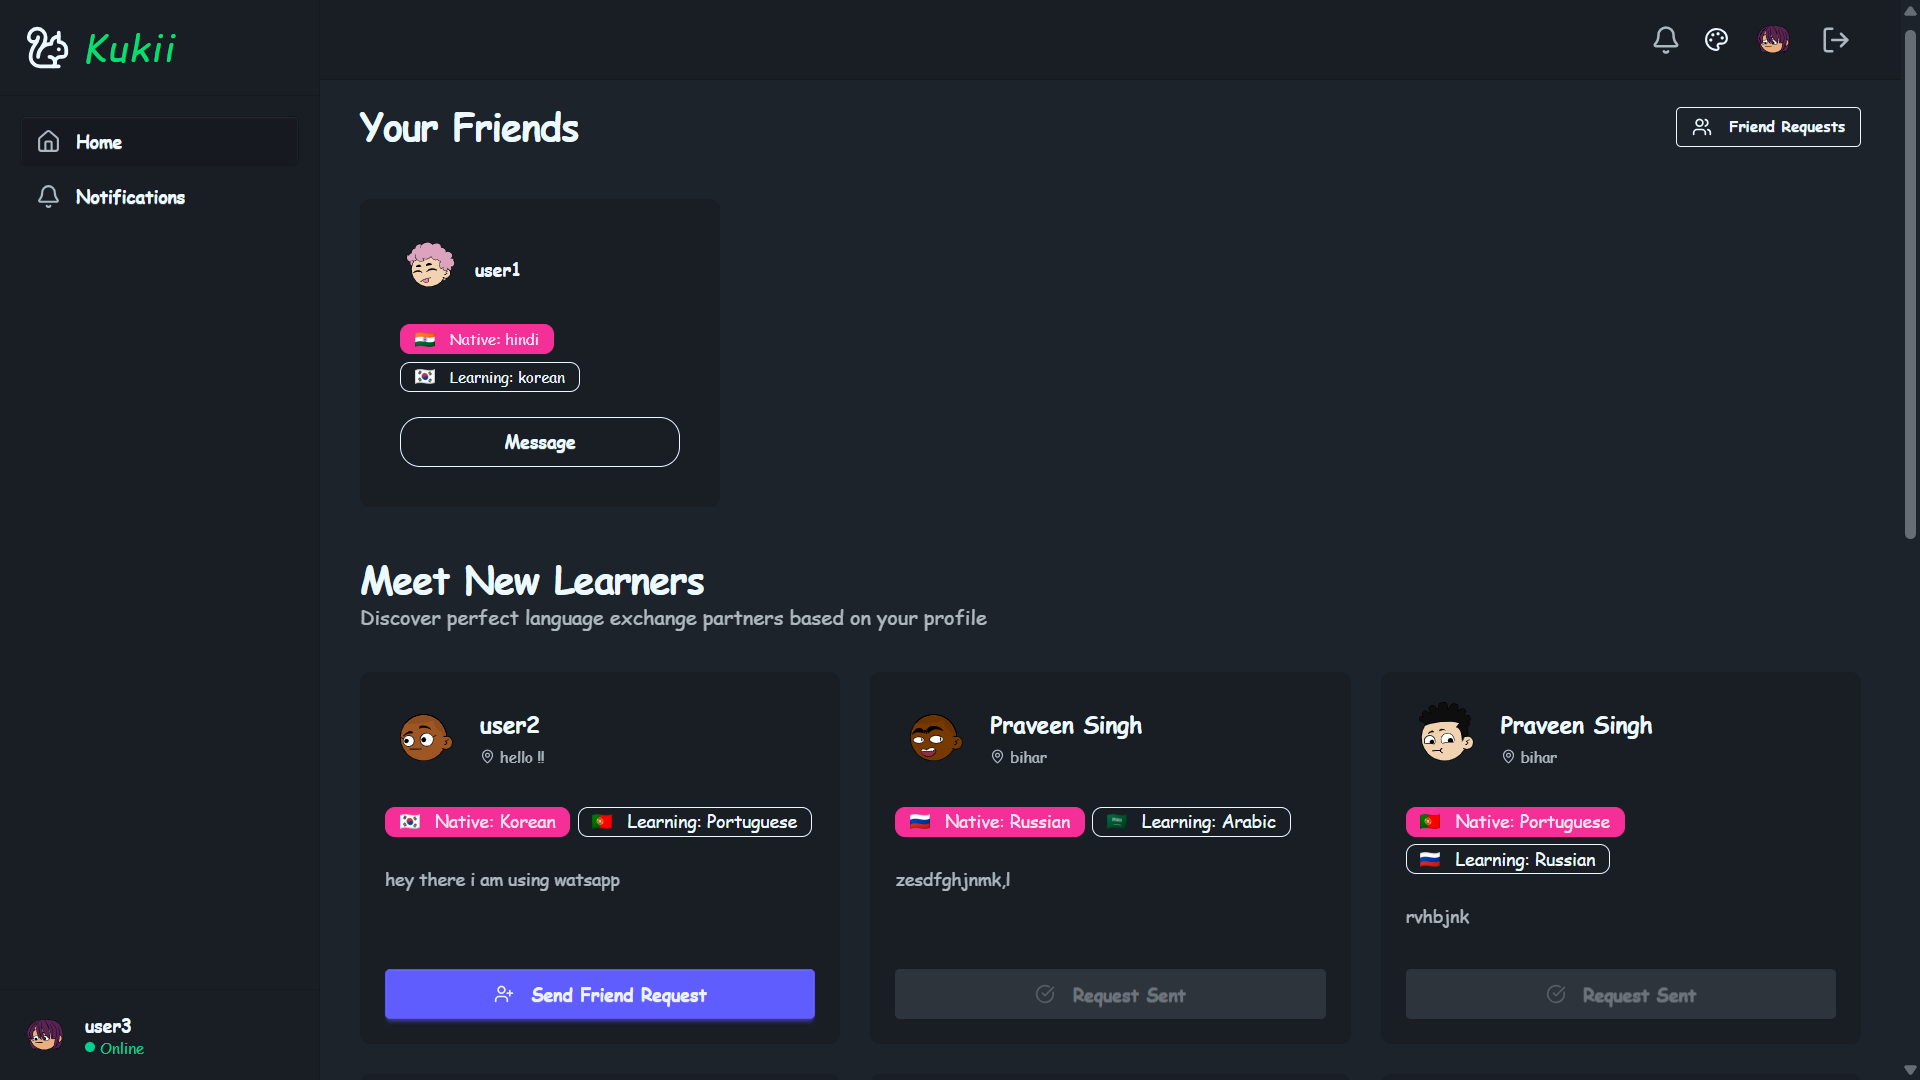 Kukii
Home
Notifications
Your Friends
Friend Requests
user1
Native: hindi
Learning: korean
Message
Meet New Learners
Discover perfect language exchange partners based on your profile
user2
hello !!
Native: Korean
Learning: Portuguese
hey there i am using watsapp
Send Friend Request
Praveen Singh
bihar
Native: Russian
Learning: Arabic
zesdfghjnmk,l
Request Sent
Praveen Singh
bihar
Native: Portuguese
Learning: Russian
rvhbjnk
Request Sent
user3
Online